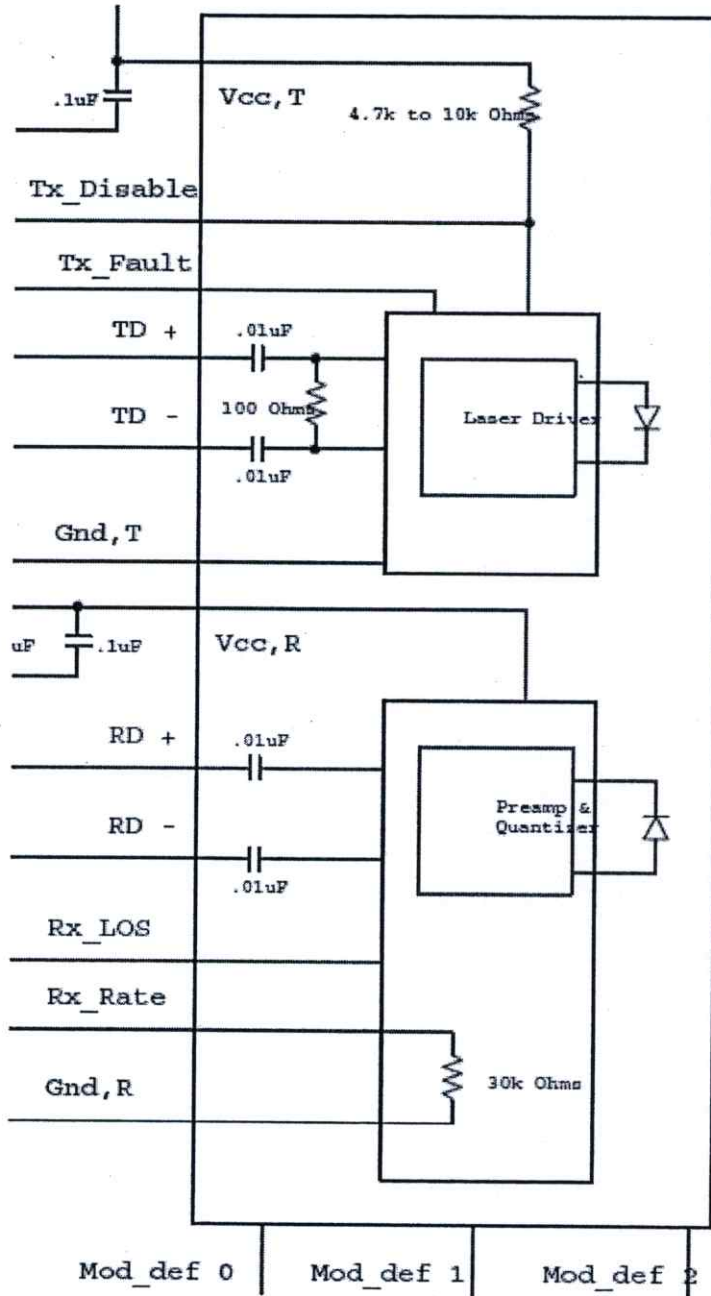 .1uF
Vcc,T
4.7k to 10k Ohms
Tx_Disable
Tx_Fault
TD +
.01uF
100 Ohms
TD -
Laser Driver
.01uF
Gnd,T
uF
.1uF
Vcc,R
RD +
.01uF
Preamp &
Quantizer
RD -
.01uF
Rx_LOS
Rx_Rate
30k Ohms
Gnd,R
Mod_def 0
Mod_def 1
Mod_def 2